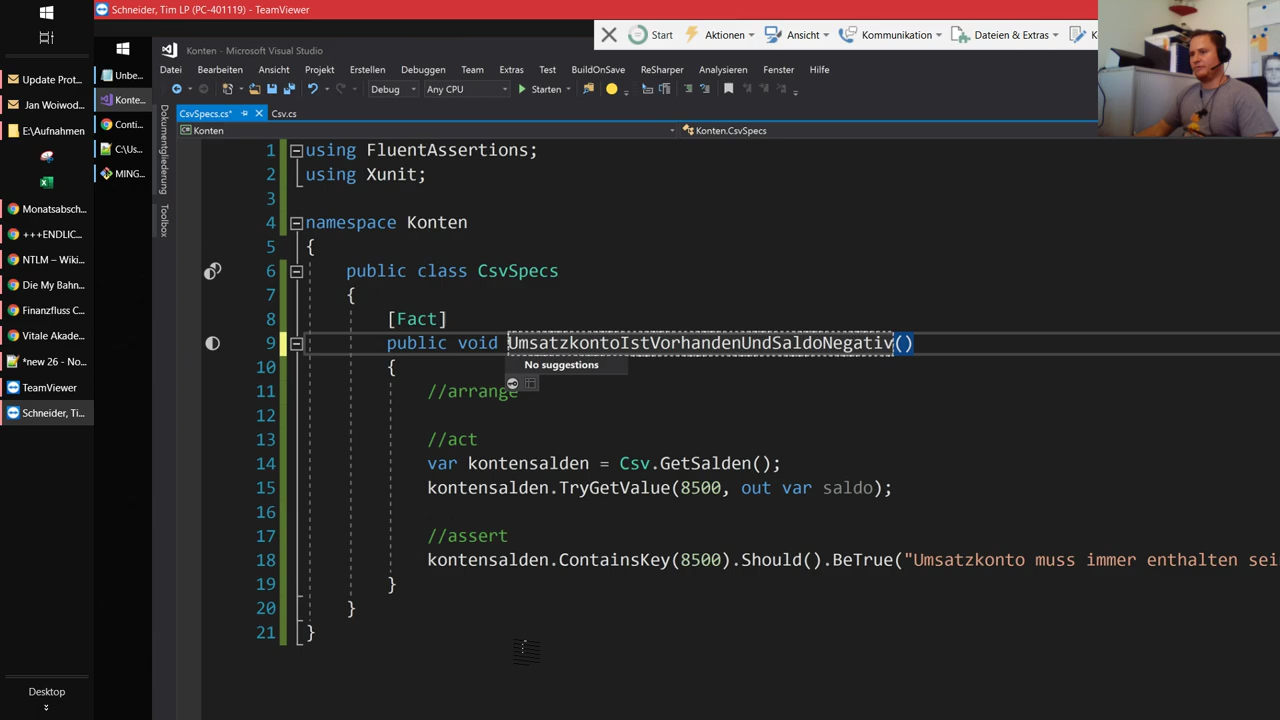 Schneider, Tim LP (PC-401119) - TeamViewer
Start
Aktionen
Ansicht
Kommunikation
Dateien & Extras
K
Konten - Microsoft Visual Studio
Datei Bearbeiten Ansicht Projekt Erstellen Debuggen Team Extras Test BuildOnSave ReSharper Analysieren Fenster Hilfe
Debug Any CPU Starten
CsvSpecs.cs* Csv.cs
Konten Konten.CsvSpecs
Dokumentgliederung
Toolbox
Update Prot...
Jan Woiwod...
E:\Aufnahmen
Monatsabsch...
+++ENDLIC...
NTLM – Wiki...
Die My Bahn...
Finanzfluss C...
Vitale Akade...
*new 26 - No...
TeamViewer
Schneider, Ti...
Desktop
Unbe...
Konte...
Conti...
C:\Us...
MING...
1 using FluentAssertions;
2 using Xunit;
3
4 namespace Konten
5 {
6 public class CsvSpecs
7 {
8 [Fact]
9 public void UmsatzkontoIstVorhandenUndSaldoNegativ()
No suggestions
10 {
11 //arrange
12
13 //act
14 var kontensalden = Csv.GetSalden();
15 kontensalden.TryGetValue(8500, out var saldo);
16
17 //assert
18 kontensalden.ContainsKey(8500).Should().BeTrue("Umsatzkonto muss immer enthalten sei
19 }
20 }
21 }